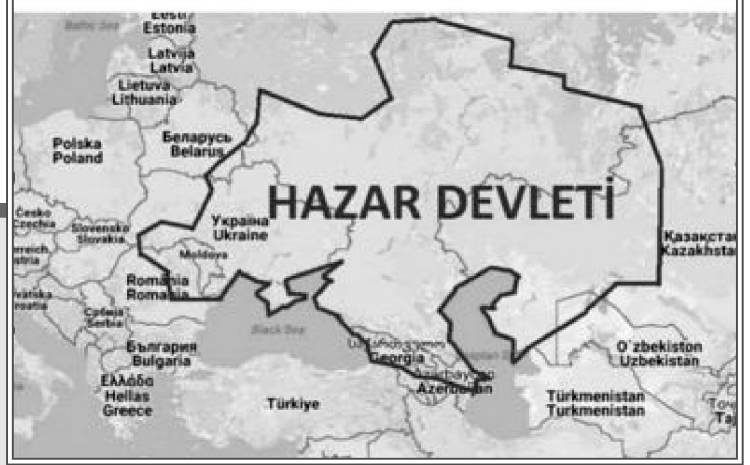 Baltic Sea
Eesti
Estonia
Latvija
Latvia
Lietuva
Lithuania
Polska
Poland
Беларусь
Belarus
HAZAR DEVLETİ
Česko
Czechia
Slovensko
Slovakia
Україна
Ukraine
Moldova
Қазақстан
Kazakhstan
România
Romania
Србија
Serbia
Black Sea
България
Bulgaria
Georgia
Azerbaijan
O'zbekiston
Uzbekistan
Ελλάδα
Hellas
Greece
Türkiye
Türkmenistan
Turkmenistan